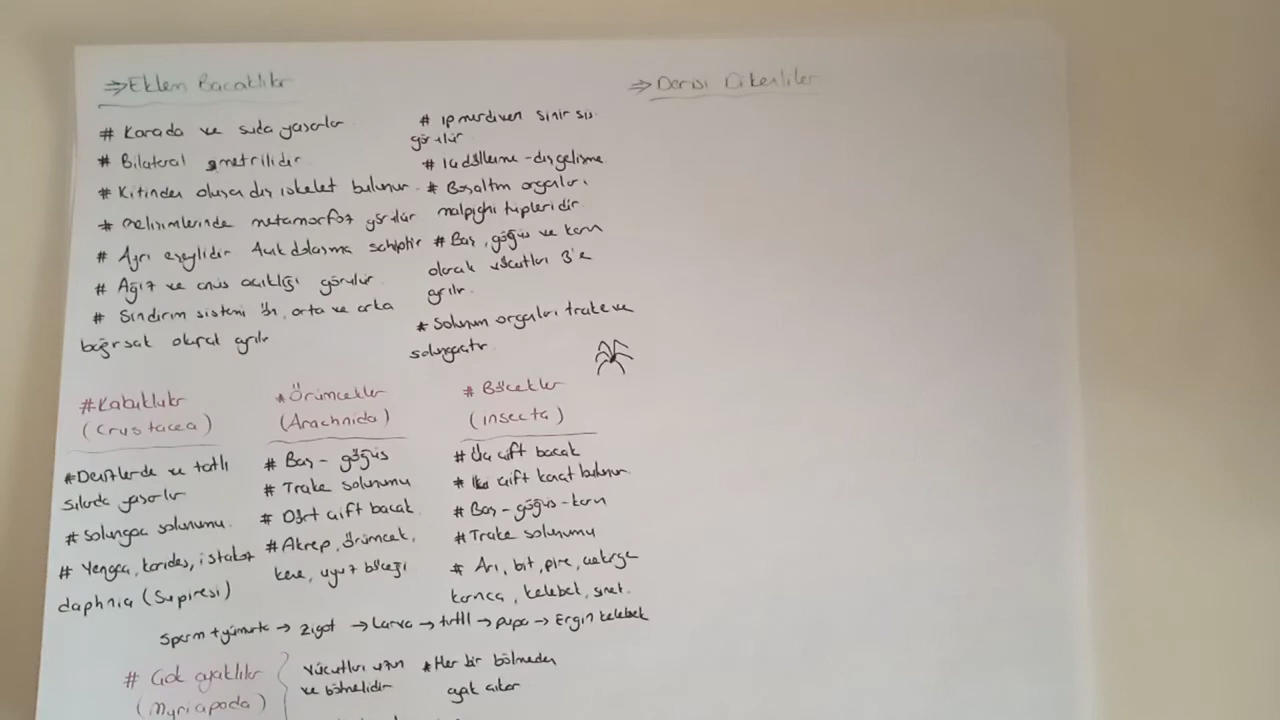 ⇒ Eklem Bacaklılar
# Karada ve suda yaşarlar
# Bilateral simetrilidir
# Kitinden oluşan dış iskelet bulunur
# Gelişimlerinde metamorfoz görülür
# Ayrı eşeylidir Açık dolaşıma sahiptir
# Ağız ve anüs açıklığı görülür
# Sindirim sistemi ön, orta ve arka
bağırsak olarak ayrılır
# ip merdiven sinir sis.
görülür
# iç dölleme - dış gelişme
# Boşaltım organları
malpighi tüpleridir
# Baş, göğüs ve karın
olarak vücutları 3'e
ayrılır
# Solunum organları trake ve
solungaçtır
# Kabuklular
(Crustacea)
# Denizlerde ve tatlı
sularda yaşarlar
# Solungaç solunumu
# Yengeç, karides, istakoz
daphnia (Su piresi)
# Örümcekler
(Arachnida)
# Baş - göğüs
# Trake solunumu
# Dört çift bacak
# Akrep, örümcek,
kene, uyuz böceği
# Böcekler
(insecta)
# Üç çift bacak
# İki çift kanat bulunur
# Baş - göğüs - karın
# Trake solunumu
# Arı, bit, pire, çekirge
karınca, kelebek, sinek
Sperm + yumurta → Zigot → Larva → tırtıl → pupa → Ergin kelebek
# Çok ayaklılar
(Myriapoda)
Vücutları uzun
ve bölmelidir
# Her bir bölmeden
ayak çıkar
⇒ Derisi Dikenliler